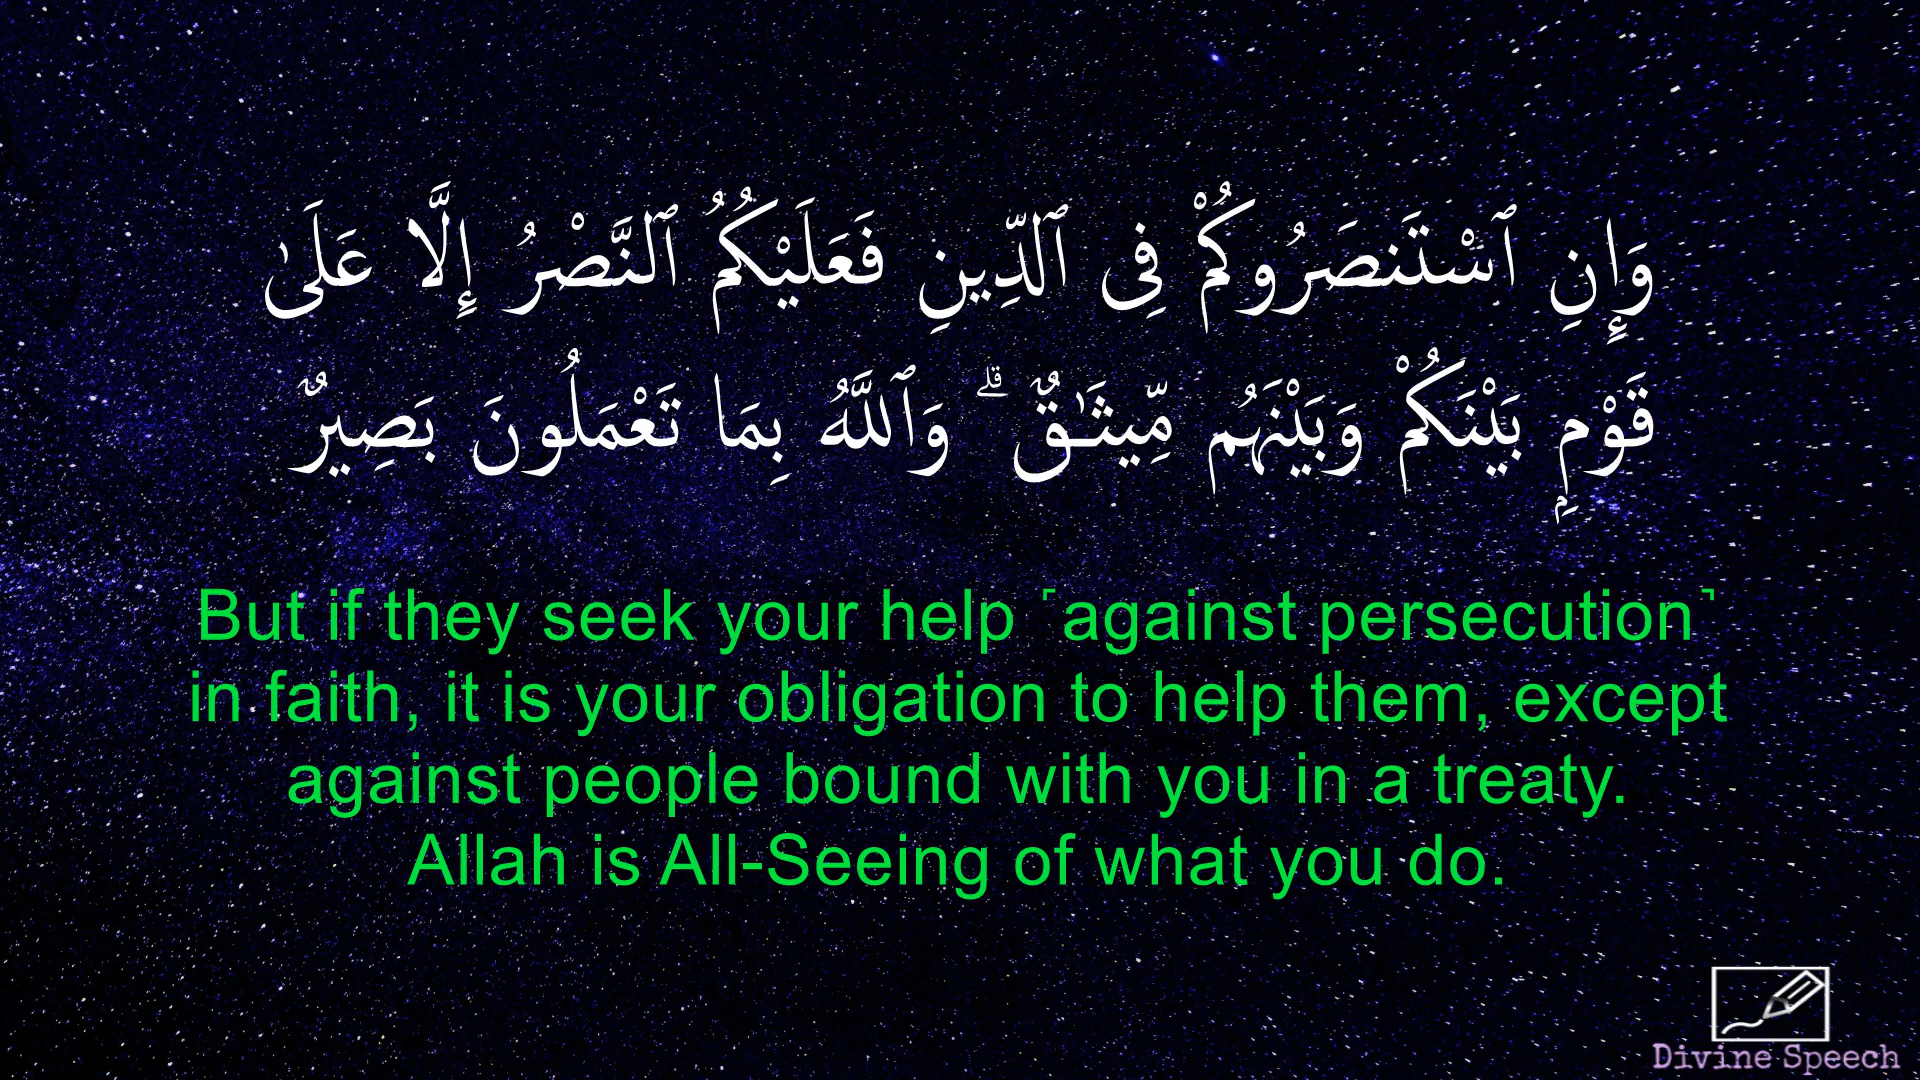 وَإِنِ ٱسْتَنصَرُوكُمْ فِى ٱلدِّينِ فَعَلَيْكُمُ ٱلنَّصْرُ إِلَّا عَلَىٰ
قَوْمٍۭ بَيْنَكُمْ وَبَيْنَهُم مِّيثَـٰقٌ ۗ وَٱللَّهُ بِمَا تَعْمَلُونَ بَصِيرٌ
But if they seek your help ˹against persecution˺
in faith, it is your obligation to help them, except
against people bound with you in a treaty.
Allah is All-Seeing of what you do.
Divine Speech